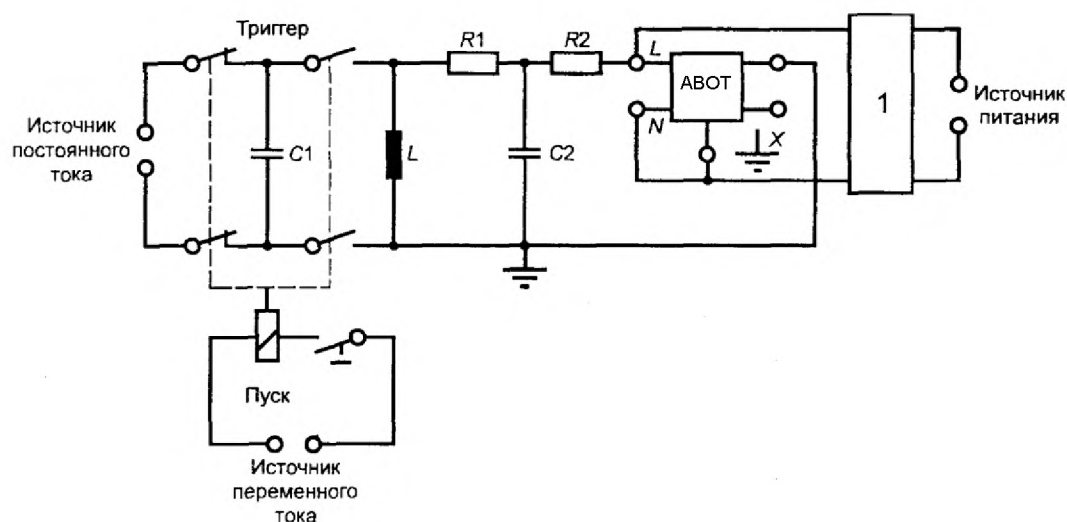 Триггер
R1
R2
L
АВОТ
1
Источник
питания
Источник
постоянного
тока
C1
L
C2
N
X
Пуск
Источник
переменного
тока